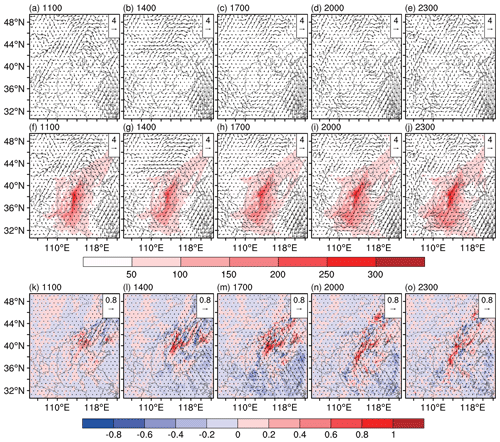 (a) 1100 (b) 1400 (c) 1700 (d) 2000 (e) 2300
4 4 4 4 4
48°N
44°N
40°N
36°N
32°N
(f) 1100 (g) 1400 (h) 1700 (i) 2000 (j) 2300
4 4 4 4 4
48°N
44°N
40°N
36°N
32°N
110°E 118°E 110°E 118°E 110°E 118°E 110°E 118°E 110°E 118°E
50 100 150 200 250 300
(k) 1100 (l) 1400 (m) 1700 (n) 2000 (o) 2300
0.8 0.8 0.8 0.8 0.8
48°N
44°N
40°N
36°N
32°N
110°E 118°E 110°E 118°E 110°E 118°E 110°E 118°E 110°E 118°E
-0.8 -0.6 -0.4 -0.2 0 0.2 0.4 0.6 0.8 1